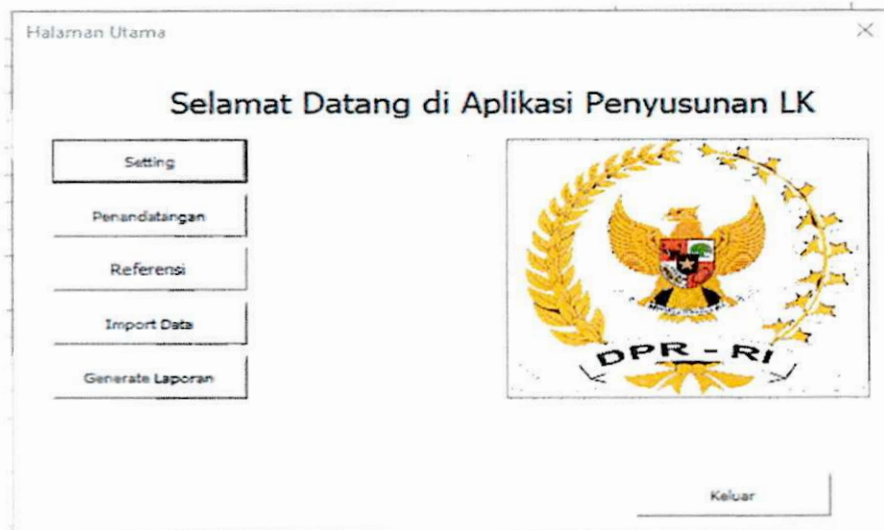 Halaman Utama
Selamat Datang di Aplikasi Penyusunan LK
Setting
Penandatangan
Referensi
Import Data
Generate Laporan
DPR - RI
Keluar